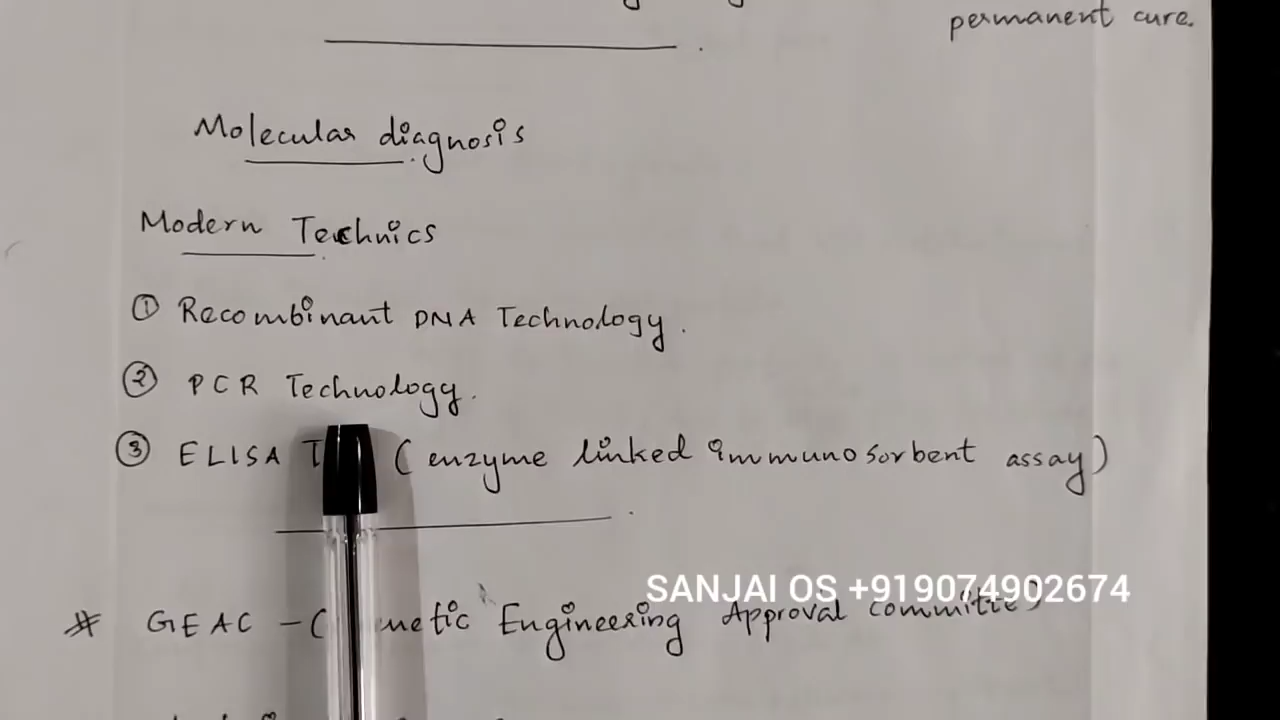 permanent cure.
Molecular diagnosis
Modern Technics
① Recombinant DNA Technology.
② PCR Technology.
③ ELISA (enzyme linked immunosorbent assay)
SANJAI OS +919074902674
* GEAC - ( Engineering Approval committee)